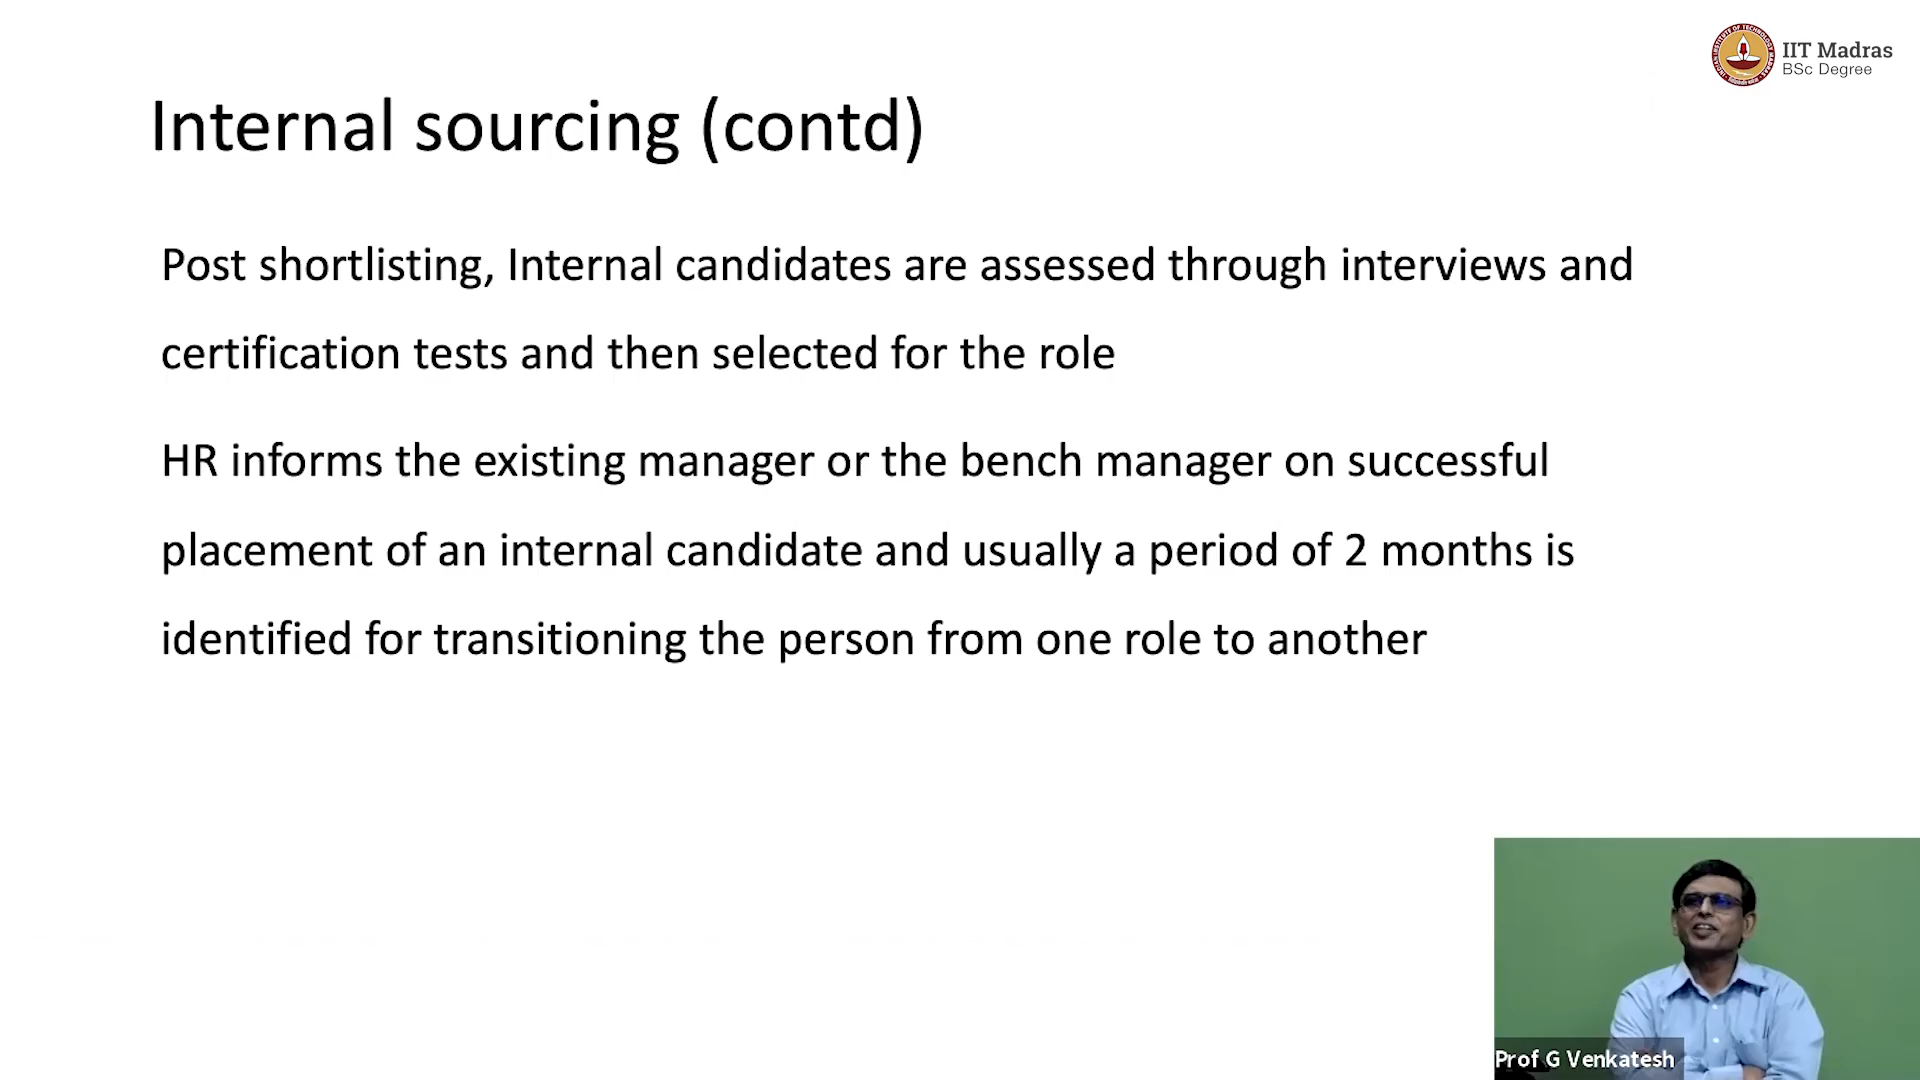 IIT Madras
BSc Degree
Internal sourcing (contd)
Post shortlisting, Internal candidates are assessed through interviews and
certification tests and then selected for the role
HR informs the existing manager or the bench manager on successful
placement of an internal candidate and usually a period of 2 months is
identified for transitioning the person from one role to another
Prof G Venkatesh